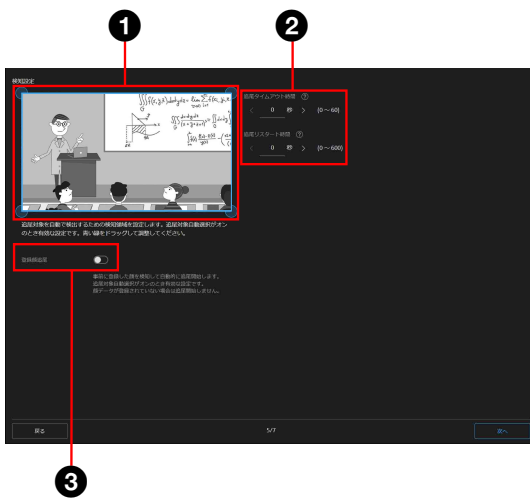 1
2
検知設定
追尾タイムアウト時間 ?
< 0 秒 > (0～60)
追尾リスタート時間 ?
< 0 秒 > (0～600)
追尾対象を自動で検出するための検知領域を設定します。追尾対象自動選択がオン
のとき有効な設定です。青い線をドラッグして調整してください。
登録顔追尾
事前に登録した顔を検知して自動的に追尾開始します。
追尾対象自動選択がオンのとき有効な設定です。
顔データが登録されていない場合は追尾開始しません。
戻る
5/7
次へ
3